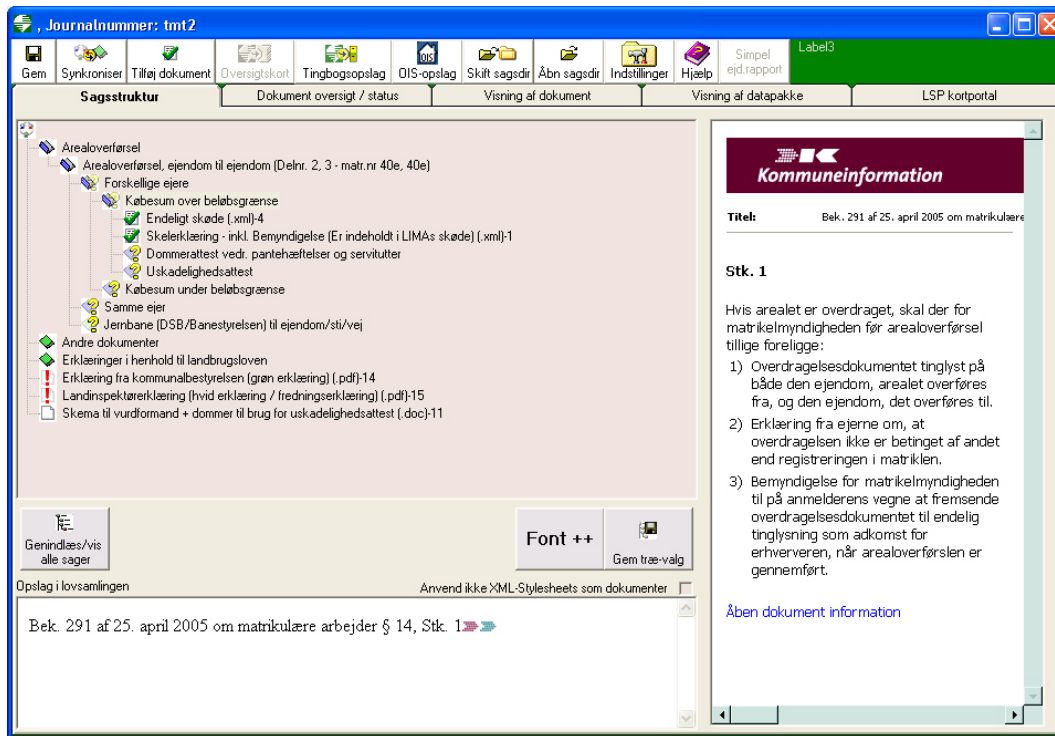 , Journalnummer: tmt2
Gem Synkroniser Tilføj dokument Oversigtskort Tingbogsopslag OIS-opslag Skift sagsdir Åbn sagsdir Indstillinger Hjælp Simpel ejd.rapport Label3
Sagsstruktur Dokument oversigt / status Visning af dokument Visning af datapakke LSP kortportal
Arealoverførsel
Arealoverførsel, ejendom til ejendom (Delnr. 2, 3 - matr.nr 40e, 40e)
Forskellige ejere
Købesum over beløbsgrænse
Endeligt skøde (.xml)-4
Skelerklæring - inkl. Bemyndigelse (Er indeholdt i LIMAs skøde) (.xml)-1
Dommerattest vedr. pantehæftelser og servitutter
Uskadelighedsattest
Købesum under beløbsgrænse
Samme ejer
Jernbane (DSB/Banestyrelsen) til ejendom/sti/vej
Andre dokumenter
Erklæringer i henhold til landbrugsloven
Erklæring fra kommunalbestyrelsen (grøn erklæring) (.pdf)-14
Landinspektørerklæring (hvid erklæring / fredningserklæring) (.pdf)-15
Skema til vurdformand + dommer til brug for uskadelighedsattest (.doc)-11
Genindlæs/vis
alle sager
Font ++
Gem træ-valg
Opslag i lovsamlingen
Anvend ikke XML-Stylesheets som dokumenter
Bek. 291 af 25. april 2005 om matrikulære arbejder § 14, Stk. 1
Kommuneinformation
Titel: Bek. 291 af 25. april 2005 om matrikulære
Stk. 1
Hvis arealet er overdraget, skal der for
matrikelmyndigheden før arealoverførsel
tillige foreligge:
1) Overdragelsesdokumentet tinglyst på
både den ejendom, arealet overføres
fra, og den ejendom, det overføres til.
2) Erklæring fra ejerne om, at
overdragelsen ikke er betinget af andet
end registreringen i matriklen.
3) Bemyndigelse for matrikelmyndigheden
til på anmelderens vegne at fremsende
overdragelsesdokumentet til endelig
tinglysning som adkomst for
erhververen, når arealoverførslen er
gennemført.
Åben dokument information